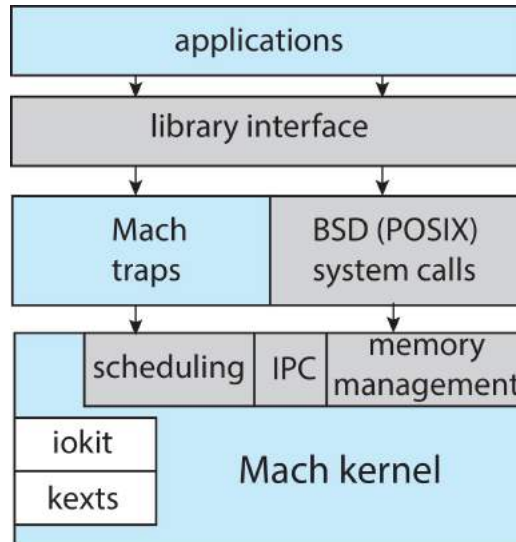 applications
library interface
Mach
traps
BSD (POSIX)
system calls
scheduling
IPC
memory
management
iokit
kexts
Mach kernel